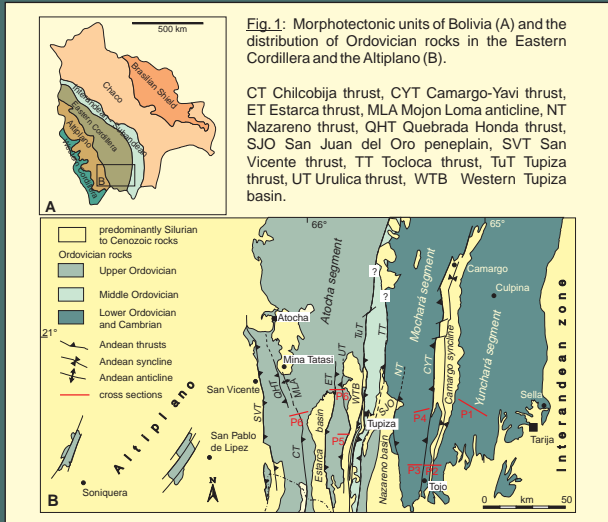 Fig. 1: Morphotectonic units of Bolivia (A) and the
distribution of Ordovician rocks in the Eastern
Cordillera and the Altiplano (B).
CT Chilcobija thrust, CYT Camargo-Yavi thrust,
ET Estarca thrust, MLA Mojon Loma anticline, NT
Nazareno thrust, QHT Quebrada Honda thrust,
SJO San Juan del Oro peneplain, SVT San
Vicente thrust, TT Tocloca thrust, TuT Tupiza
thrust, UT Urulica thrust, WTB Western Tupiza
basin.
500 km
Brasilian Shield
Chaco
Interandean
Subandean
Eastern Cordillera
Altiplano
B
A
predominantly Silurian
to Cenozoic rocks
Ordovician rocks
Upper Ordovician
Middle Ordovician
Lower Ordovician
and Cambrian
Andean thrusts
Andean syncline
Andean anticline
cross sections
66°
65°
21°
Atocha segment
?
?
Mochará segment
Camargo
Culpina
Yunchará segment
Interandean zone
Atocha
Mina Tatasi
San Vicente
San Pablo
de Lipez
Soniquera
Altiplano
SVT
QHT
MLA
CT
ET
UT
TuT
TT
WTB
SJO
NT
CYT
Camargo syncline
Estarca
basin
Nazareno basin
Tupiza
Tojo
Sella
Tarija
P6
P5
P4
P1
P3
P2
N
0 km 50
B